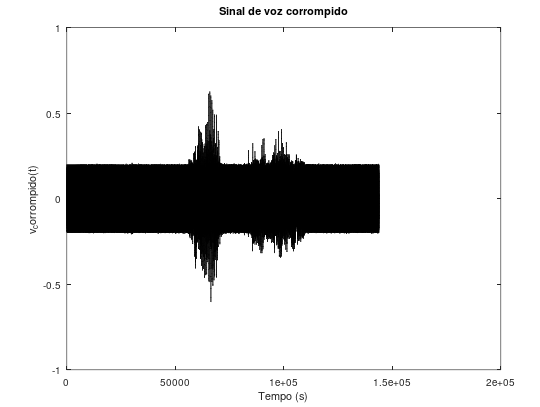 Sinal de voz corrompido
1
0.5
0
-0.5
-1
v_corrompido(t)
0
50000
1e+05
1.5e+05
2e+05
Tempo (s)